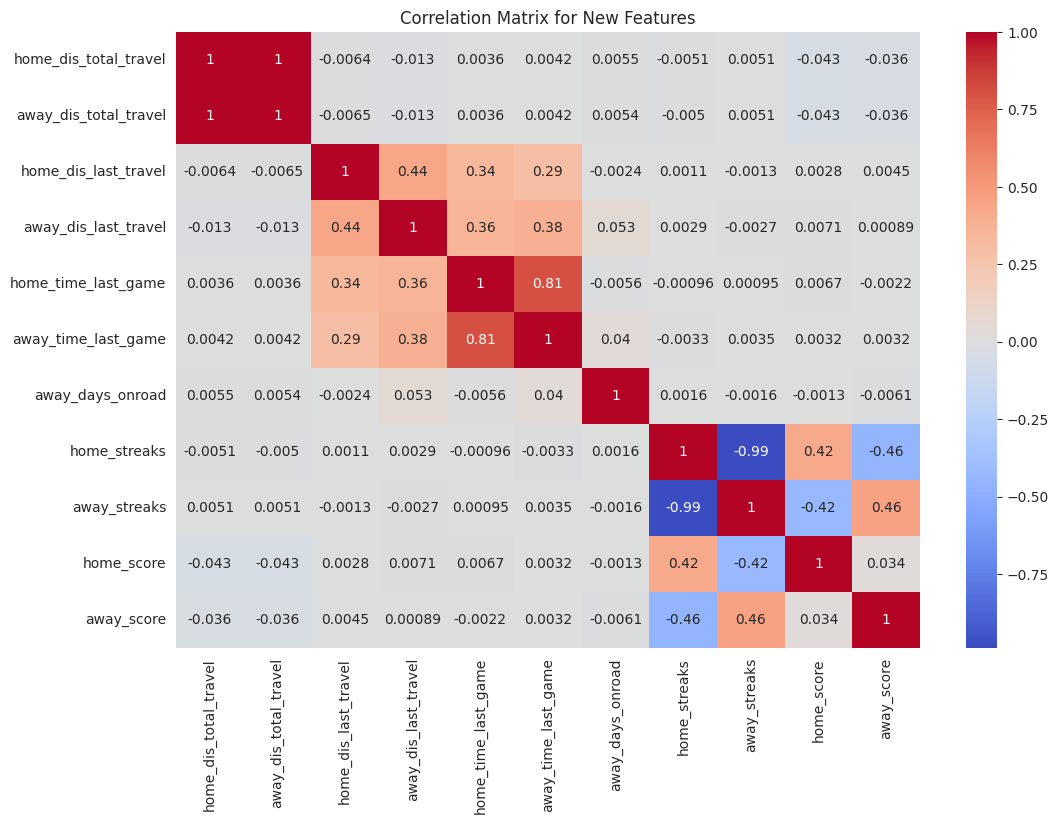 Correlation Matrix for New Features
home_dis_total_travel 1 1 -0.0064 -0.013 0.0036 0.0042 0.0055 -0.0051 0.0051 -0.043 -0.036
away_dis_total_travel 1 1 -0.0065 -0.013 0.0036 0.0042 0.0054 -0.005 0.0051 -0.043 -0.036
home_dis_last_travel -0.0064 -0.0065 1 0.44 0.34 0.29 -0.0024 0.0011 -0.0013 0.0028 0.0045
away_dis_last_travel -0.013 -0.013 0.44 1 0.36 0.38 0.053 0.0029 -0.0027 0.0071 0.00089
home_time_last_game 0.0036 0.0036 0.34 0.36 1 0.81 -0.0056 -0.00096 0.00095 0.0067 -0.0022
away_time_last_game 0.0042 0.0042 0.29 0.38 0.81 1 0.04 -0.0033 0.0035 0.0032 0.0032
away_days_onroad 0.0055 0.0054 -0.0024 0.053 -0.0056 0.04 1 0.0016 -0.0016 -0.0013 -0.0061
home_streaks -0.0051 -0.005 0.0011 0.0029 -0.00096 -0.0033 0.0016 1 -0.99 0.42 -0.46
away_streaks 0.0051 0.0051 -0.0013 -0.0027 0.00095 0.0035 -0.0016 -0.99 1 -0.42 0.46
home_score -0.043 -0.043 0.0028 0.0071 0.0067 0.0032 -0.0013 0.42 -0.42 1 0.034
away_score -0.036 -0.036 0.0045 0.00089 -0.0022 0.0032 -0.0061 -0.46 0.46 0.034 1
home_dis_total_travel
away_dis_total_travel
home_dis_last_travel
away_dis_last_travel
home_time_last_game
away_time_last_game
away_days_onroad
home_streaks
away_streaks
home_score
away_score
1.00
0.75
0.50
0.25
0.00
−0.25
−0.50
−0.75